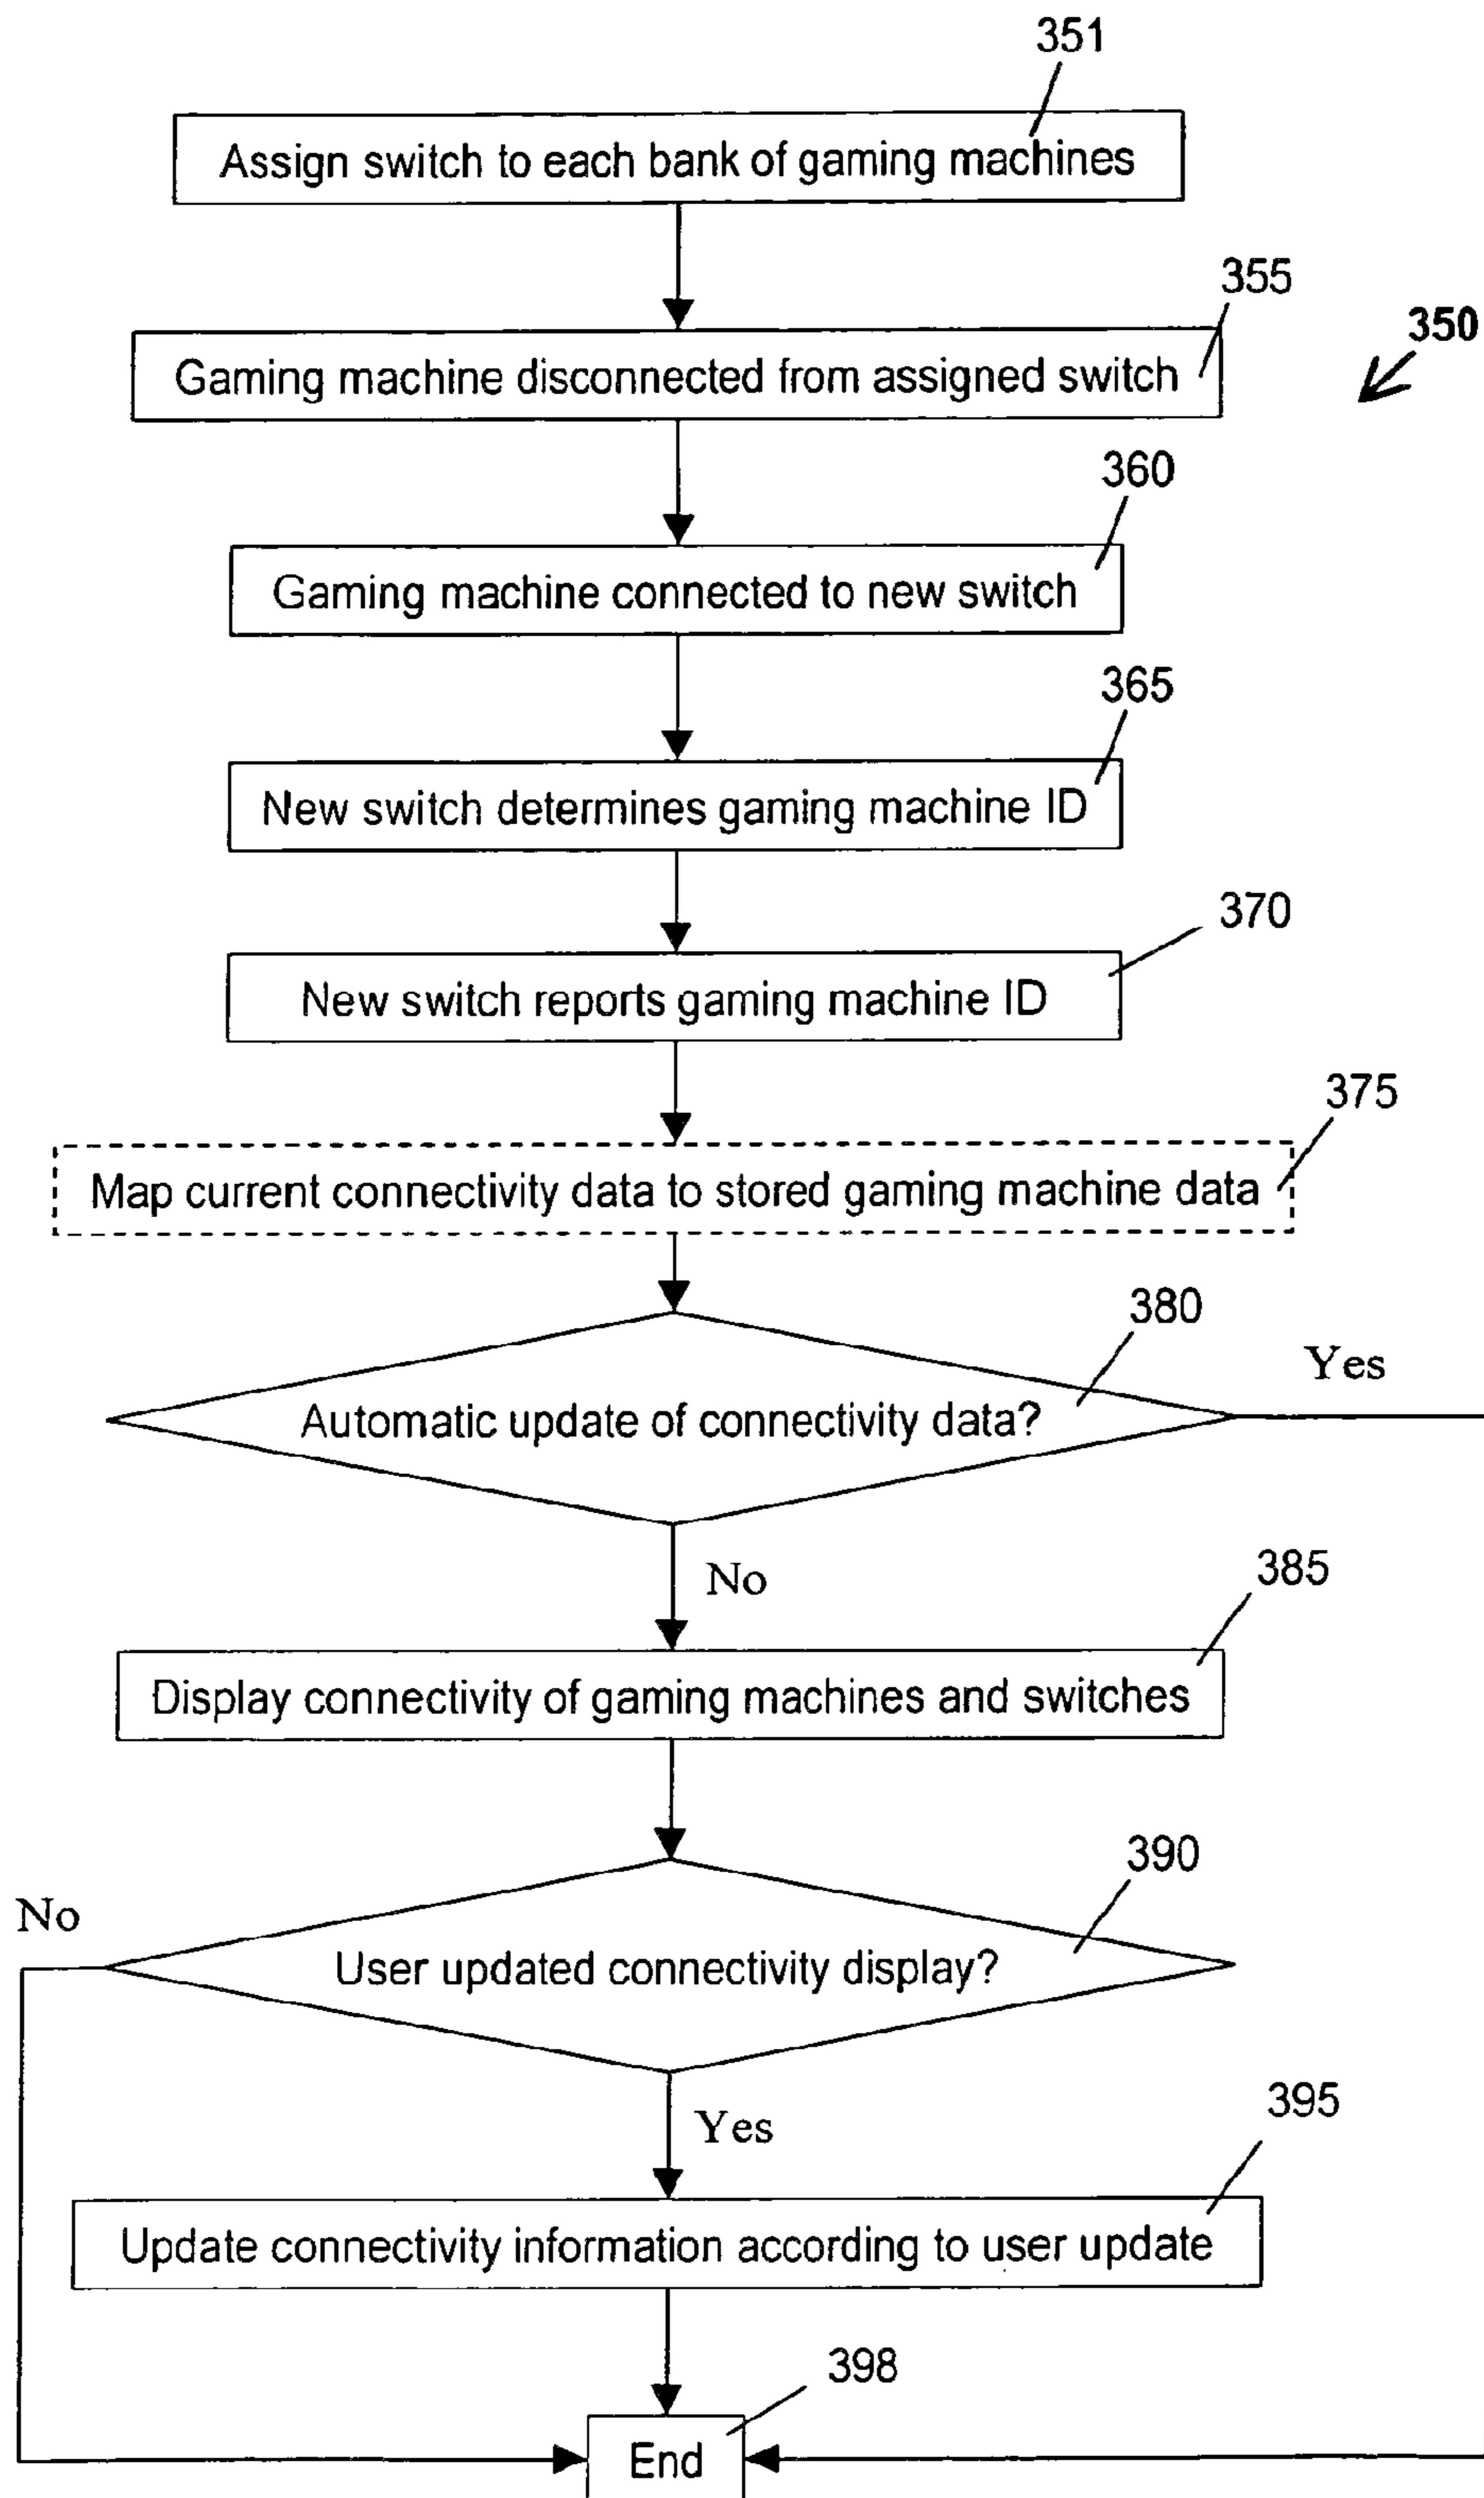 351
Assign switch to each bank of gaming machines
355
350
Gaming machine disconnected from assigned switch
360
Gaming machine connected to new switch
365
New switch determines gaming machine ID
370
New switch reports gaming machine ID
375
Map current connectivity data to stored gaming machine data
380
Yes
Automatic update of connectivity data?
No
385
Display connectivity of gaming machines and switches
390
No
User updated connectivity display?
Yes
395
Update connectivity information according to user update
398
End